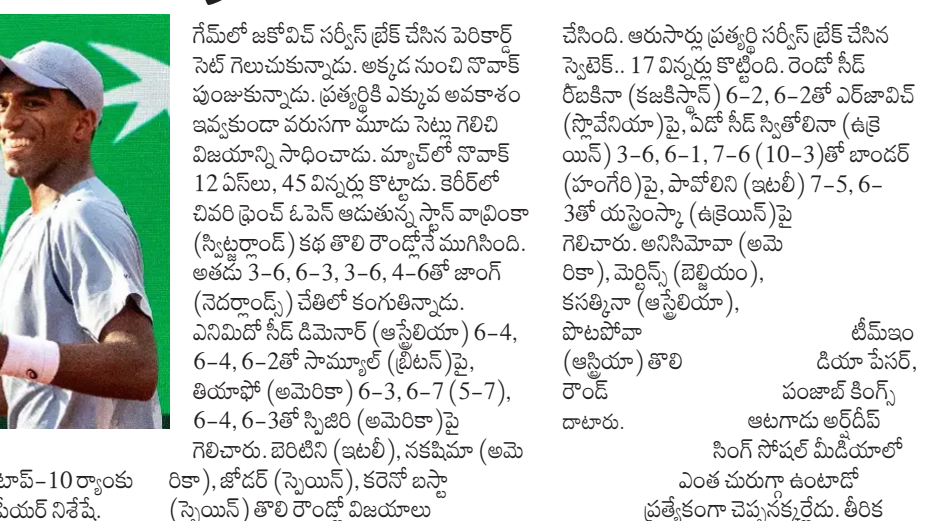 గేమ్‌లో జకోవిచ్ సర్వీస్ బ్రేక్ చేసిన పెరికార్డ్
సెట్ గెలుచుకున్నాడు. అక్కడ నుంచి నొవాక్
పుంజుకున్నాడు. ప్రత్యర్థికి ఎక్కువ అవకాశం
ఇవ్వకుండా వరుసగా మూడు సెట్లు గెలిచి
విజయాన్ని సాధించాడు. మ్యాచ్‌లో నొవాక్
12 ఏస్‌లు, 45 విన్నర్లు కొట్టాడు. కెరీర్‌లో
చివరి ఫ్రెంచ్ ఓపెన్ ఆడుతున్న స్టాన్ వావ్రింకా
(స్విట్జర్లాండ్) కథ తొలి రౌండ్లోనే ముగిసింది.
అతడు 3-6, 6-3, 3-6, 4-6తో జాంగ్
(నెదర్లాండ్స్) చేతిలో కంగుతిన్నాడు.
ఎనిమిదో సీడ్ డిమెనార్ (ఆస్ట్రేలియా) 6-4,
6-4, 6-2తో సామ్యూల్ (బ్రిటన్)పై,
తియాఫో (అమెరికా) 6-3, 6-7 (5-7),
6-4, 6-3తో స్పిజిరి (అమెరికా)పై
గెలిచారు. బెరిటిని (ఇటలీ), నకషిమా (అమె
రికా), జోడర్ (స్పెయిన్), కరెనో బస్టా
(స్పెయిన్) తొలి రౌండ్లో విజయాలు
టాప్-10 ర్యాంకు
ప్లేయర్ నిశేషే.
చేసింది. ఆరుసార్లు ప్రత్యర్థి సర్వీస్ బ్రేక్ చేసిన
స్వైటెక్.. 17 విన్నర్లు కొట్టింది. రెండో సీడ్
రిబకినా (కజకిస్థాన్) 6-2, 6-2తో ఎర్‌జావిచ్
(స్లొవేనియా)పై, ఏడో సీడ్ స్వితోలినా (ఉక్రె
యిన్) 3-6, 6-1, 7-6 (10-3)తో బాండర్
(హంగేరి)పై, పావోలిని (ఇటలీ) 7-5, 6-
3తో యస్ట్రెంస్కా (ఉక్రెయిన్)పై
గెలిచారు. అనిసిమోవా (అమె
రికా), మెర్టిన్స్ (బెల్జియం),
కసత్కినా (ఆస్ట్రేలియా),
పొటపోవా
(ఆస్ట్రియా) తొలి
రౌండ్
దాటారు.
టీమ్ఇం
డియా పేసర్,
పంజాబ్ కింగ్స్
ఆటగాడు అర్ష్‌దీప్
సింగ్ సోషల్ మీడియాలో
ఎంత చురుగ్గా ఉంటాడో
ప్రత్యేకంగా చెప్పనక్కర్లేదు. తీరిక